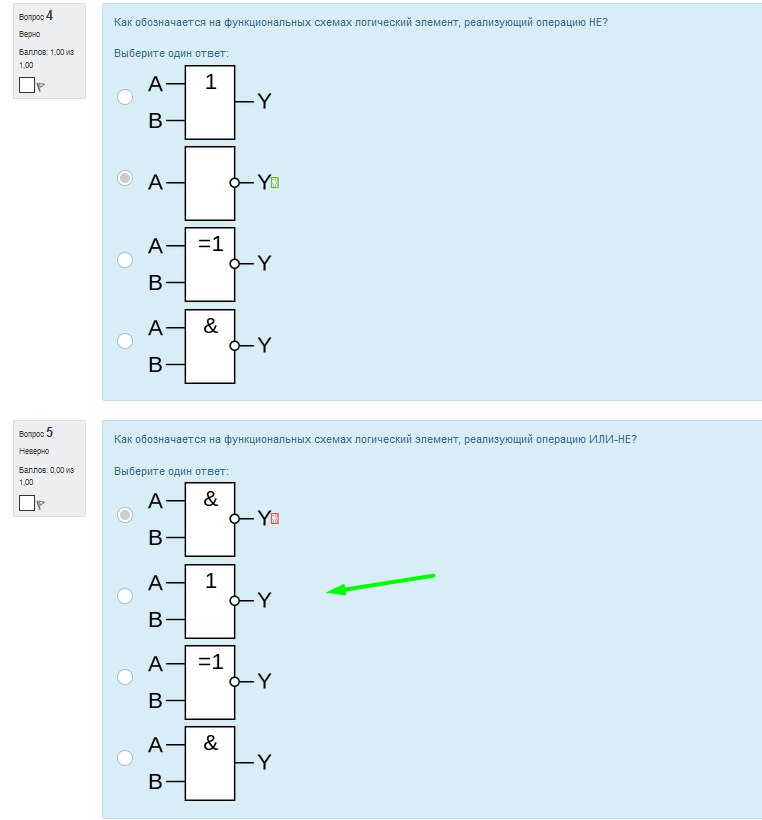 Вопрос 4
Верно
Баллов: 1,00 из
1,00
Как обозначается на функциональных схемах логический элемент, реализующий операцию НЕ?
Выберите один ответ:
A 1 Y
B
A Y
A =1 Y
B
A & Y
B
Вопрос 5
Неверно
Баллов: 0,00 из
1,00
Как обозначается на функциональных схемах логический элемент, реализующий операцию ИЛИ-НЕ?
Выберите один ответ:
A & Y
B
A 1 Y
B
A =1 Y
B
A & Y
B